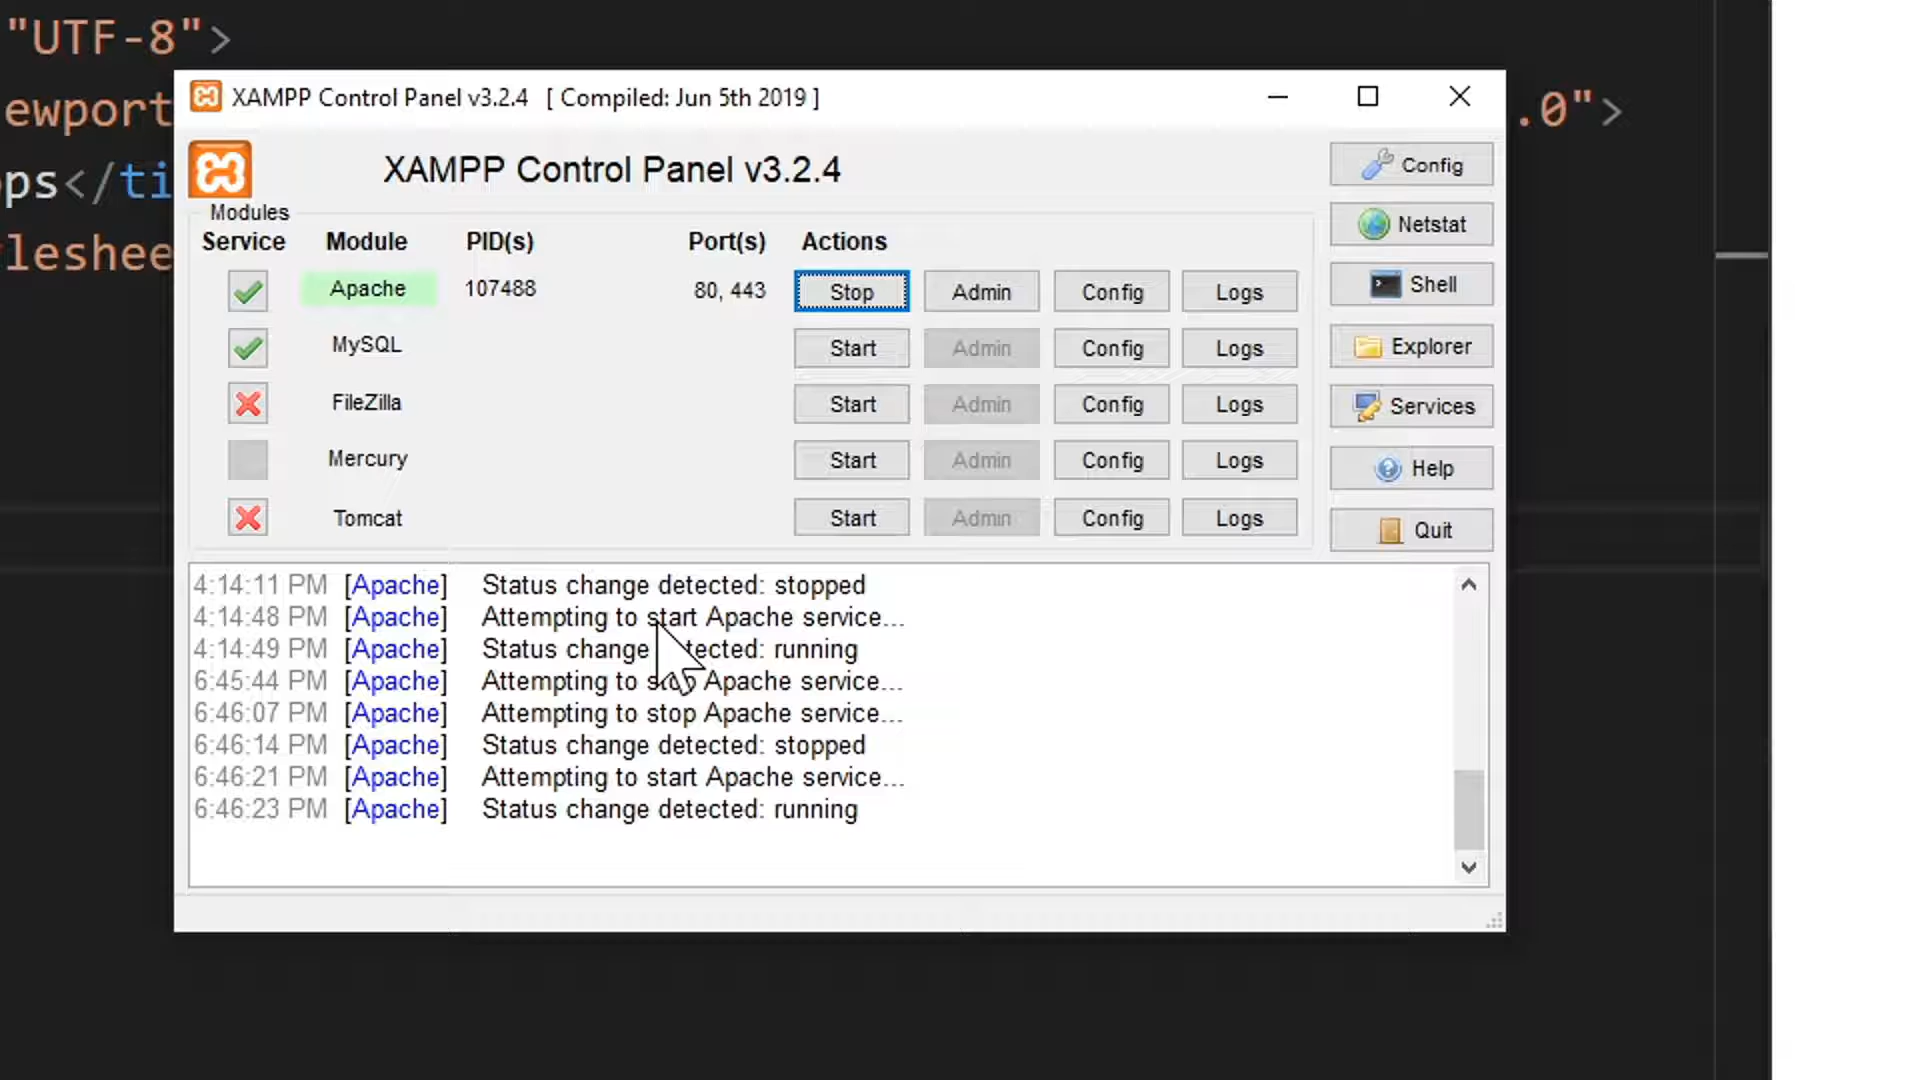 "UTF-8">
ewport
.0">
ps</ti
leshee
XAMPP Control Panel v3.2.4 [ Compiled: Jun 5th 2019 ]
XAMPP Control Panel v3.2.4
Modules
Service Module PID(s) Port(s) Actions
Apache 107488 80, 443 Stop Admin Config Logs
MySQL Start Admin Config Logs
FileZilla Start Admin Config Logs
Mercury Start Admin Config Logs
Tomcat Start Admin Config Logs
Config
Netstat
Shell
Explorer
Services
Help
Quit
4:14:11 PM [Apache] Status change detected: stopped
4:14:48 PM [Apache] Attempting to start Apache service...
4:14:49 PM [Apache] Status change detected: running
6:45:44 PM [Apache] Attempting to stop Apache service...
6:46:07 PM [Apache] Attempting to stop Apache service...
6:46:14 PM [Apache] Status change detected: stopped
6:46:21 PM [Apache] Attempting to start Apache service...
6:46:23 PM [Apache] Status change detected: running